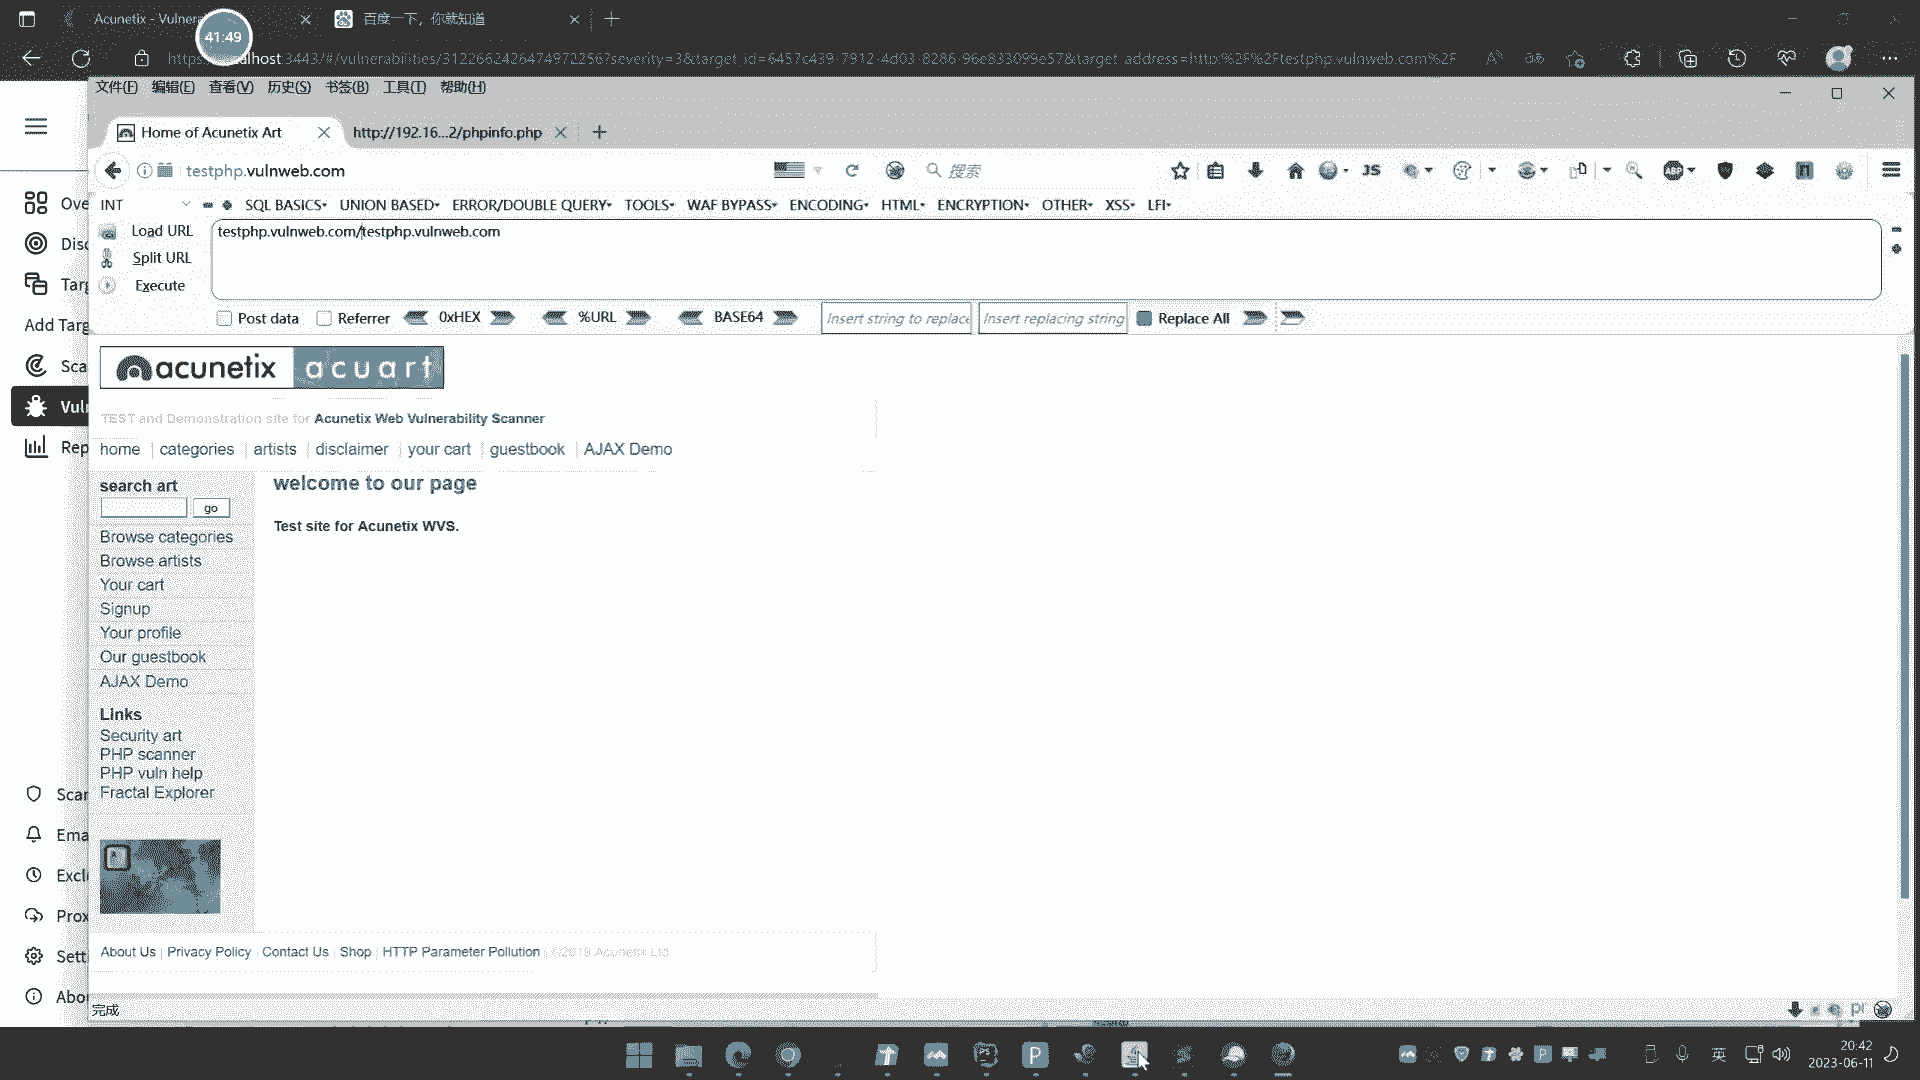 Acunetix - Vulner
百度一下，你就知道
41:49
localhost:3443/#/vulnerabilities/3122662426474972256?severity=3&target_id=6457c439-7912-4d03-8286-96e833099e57&target_address=http:%2F%2Ftestphp.vulnweb.com%2F
文件(F) 编辑(E) 查看(V) 历史(S) 书签(B) 工具(T) 帮助(H)
Home of Acunetix Art
http://192.16...2/phpinfo.php
testphp.vulnweb.com
搜索
JS
ABP
INT
SQL BASICS
UNION BASED
ERROR/DOUBLE QUERY
TOOLS
WAF BYPASS
ENCODING
HTML
ENCRYPTION
OTHER
XSS
LFI
Load URL
testphp.vulnweb.com/testphp.vulnweb.com
Split URL
Execute
Post data
Referrer
0xHEX
%URL
BASE64
Insert string to replace
Insert replacing string
Replace All
Ove
Disc
Targ
Add Targ
Sca
Vul
Rep
Scar
Ema
Excl
Prox
Sett
Abo
acunetix acuart
TEST and Demonstration site for Acunetix Web Vulnerability Scanner
home | categories | artists | disclaimer | your cart | guestbook | AJAX Demo
search art
go
Browse categories
Browse artists
Your cart
Signup
Your profile
Our guestbook
AJAX Demo
Links
Security art
PHP scanner
PHP vuln help
Fractal Explorer
welcome to our page
Test site for Acunetix WVS.
About Us | Privacy Policy | Contact Us | Shop | HTTP Parameter Pollution | ©2019 Acunetix Ltd
完成
英
20:42
2023-06-11